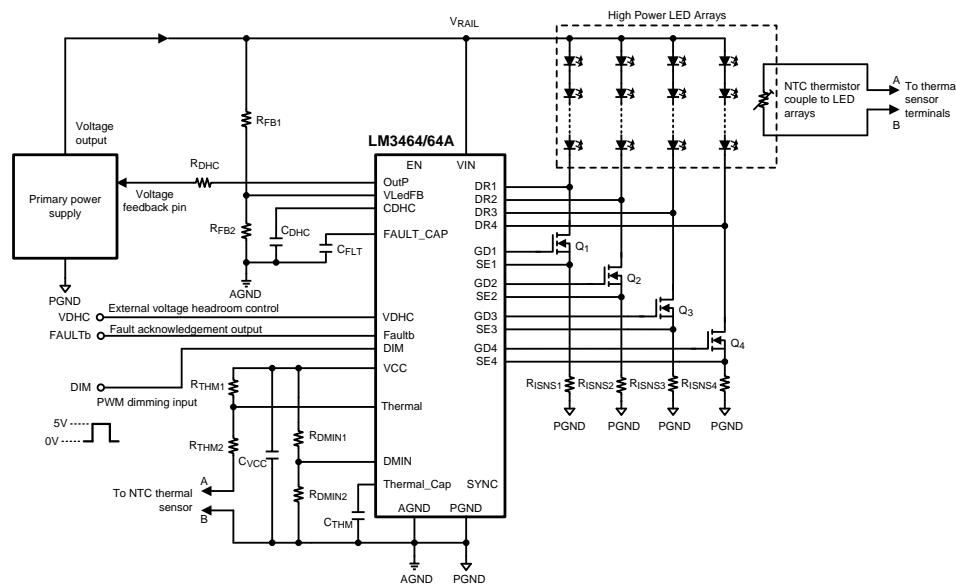 High Power LED Arrays
VRAIL
NTC thermistor
couple to LED
arrays
A
B
To therma
sensor
terminals
Voltage
output
RFB1
LM3464/64A
EN
VIN
RDHC
Primary power
supply
Voltage
feedback pin
OutP
VLedFB
CDHC
FAULT_CAP
DR1
DR2
DR3
DR4
RFB2
CDHC
CFLT
GD1
SE1
GD2
SE2
GD3
SE3
GD4
SE4
Q1
Q2
Q3
Q4
PGND
AGND
VDHC
External voltage headroom control
VDHC
FAULTb
Fault acknowledgement output
Faultb
DIM
VCC
DIM
PWM dimming input
RTHM1
Thermal
RISNS1
RISNS2
RISNS3
RISNS4
PGND
PGND
PGND
PGND
5V
0V
RTHM2
CVCC
RDMIN1
DMIN
A
To NTC thermal
sensor
B
RDMIN2
Thermal_Cap
SYNC
CTHM
AGND
PGND
AGND
PGND